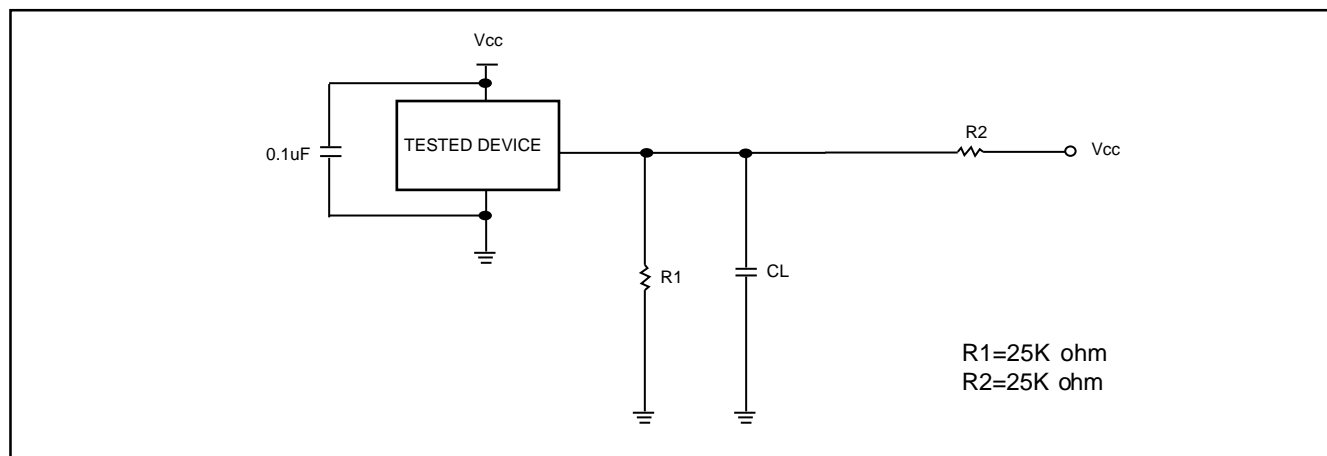 Vcc
TESTED DEVICE
0.1uF
R2
Vcc
R1
CL
R1=25K ohm
R2=25K ohm